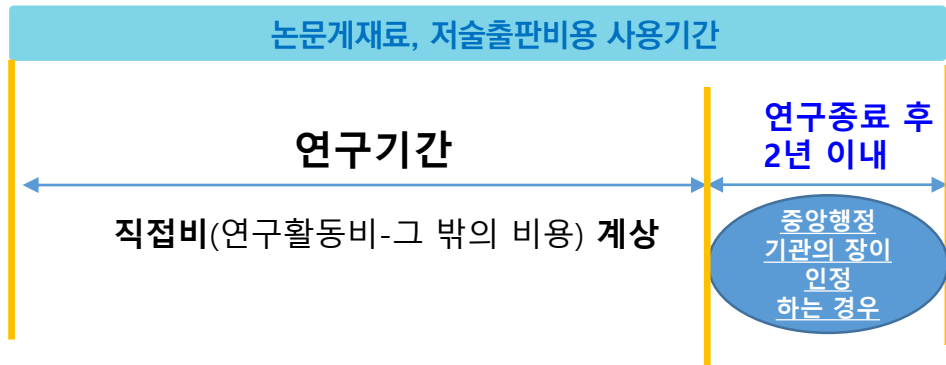 논문게재료, 저술출판비용 사용기간
연구기간
연구종료 후
2년 이내
직접비(연구활동비-그 밖의 비용) 계상
중앙행정
기관의 장이
인정
하는 경우